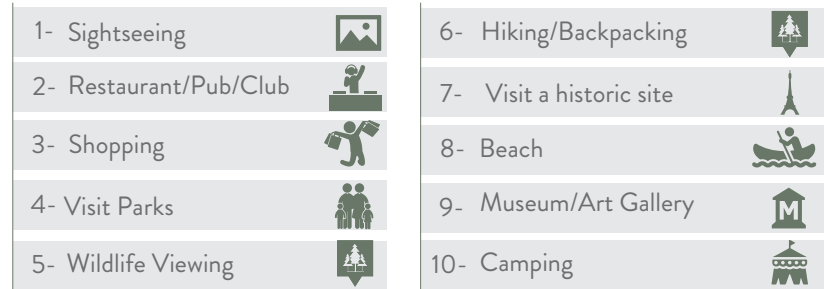 1- Sightseeing
2- Restaurant/Pub/Club
3- Shopping
4- Visit Parks
5- Wildlife Viewing
6- Hiking/Backpacking
7- Visit a historic site
8- Beach
9- Museum/Art Gallery
M
10- Camping